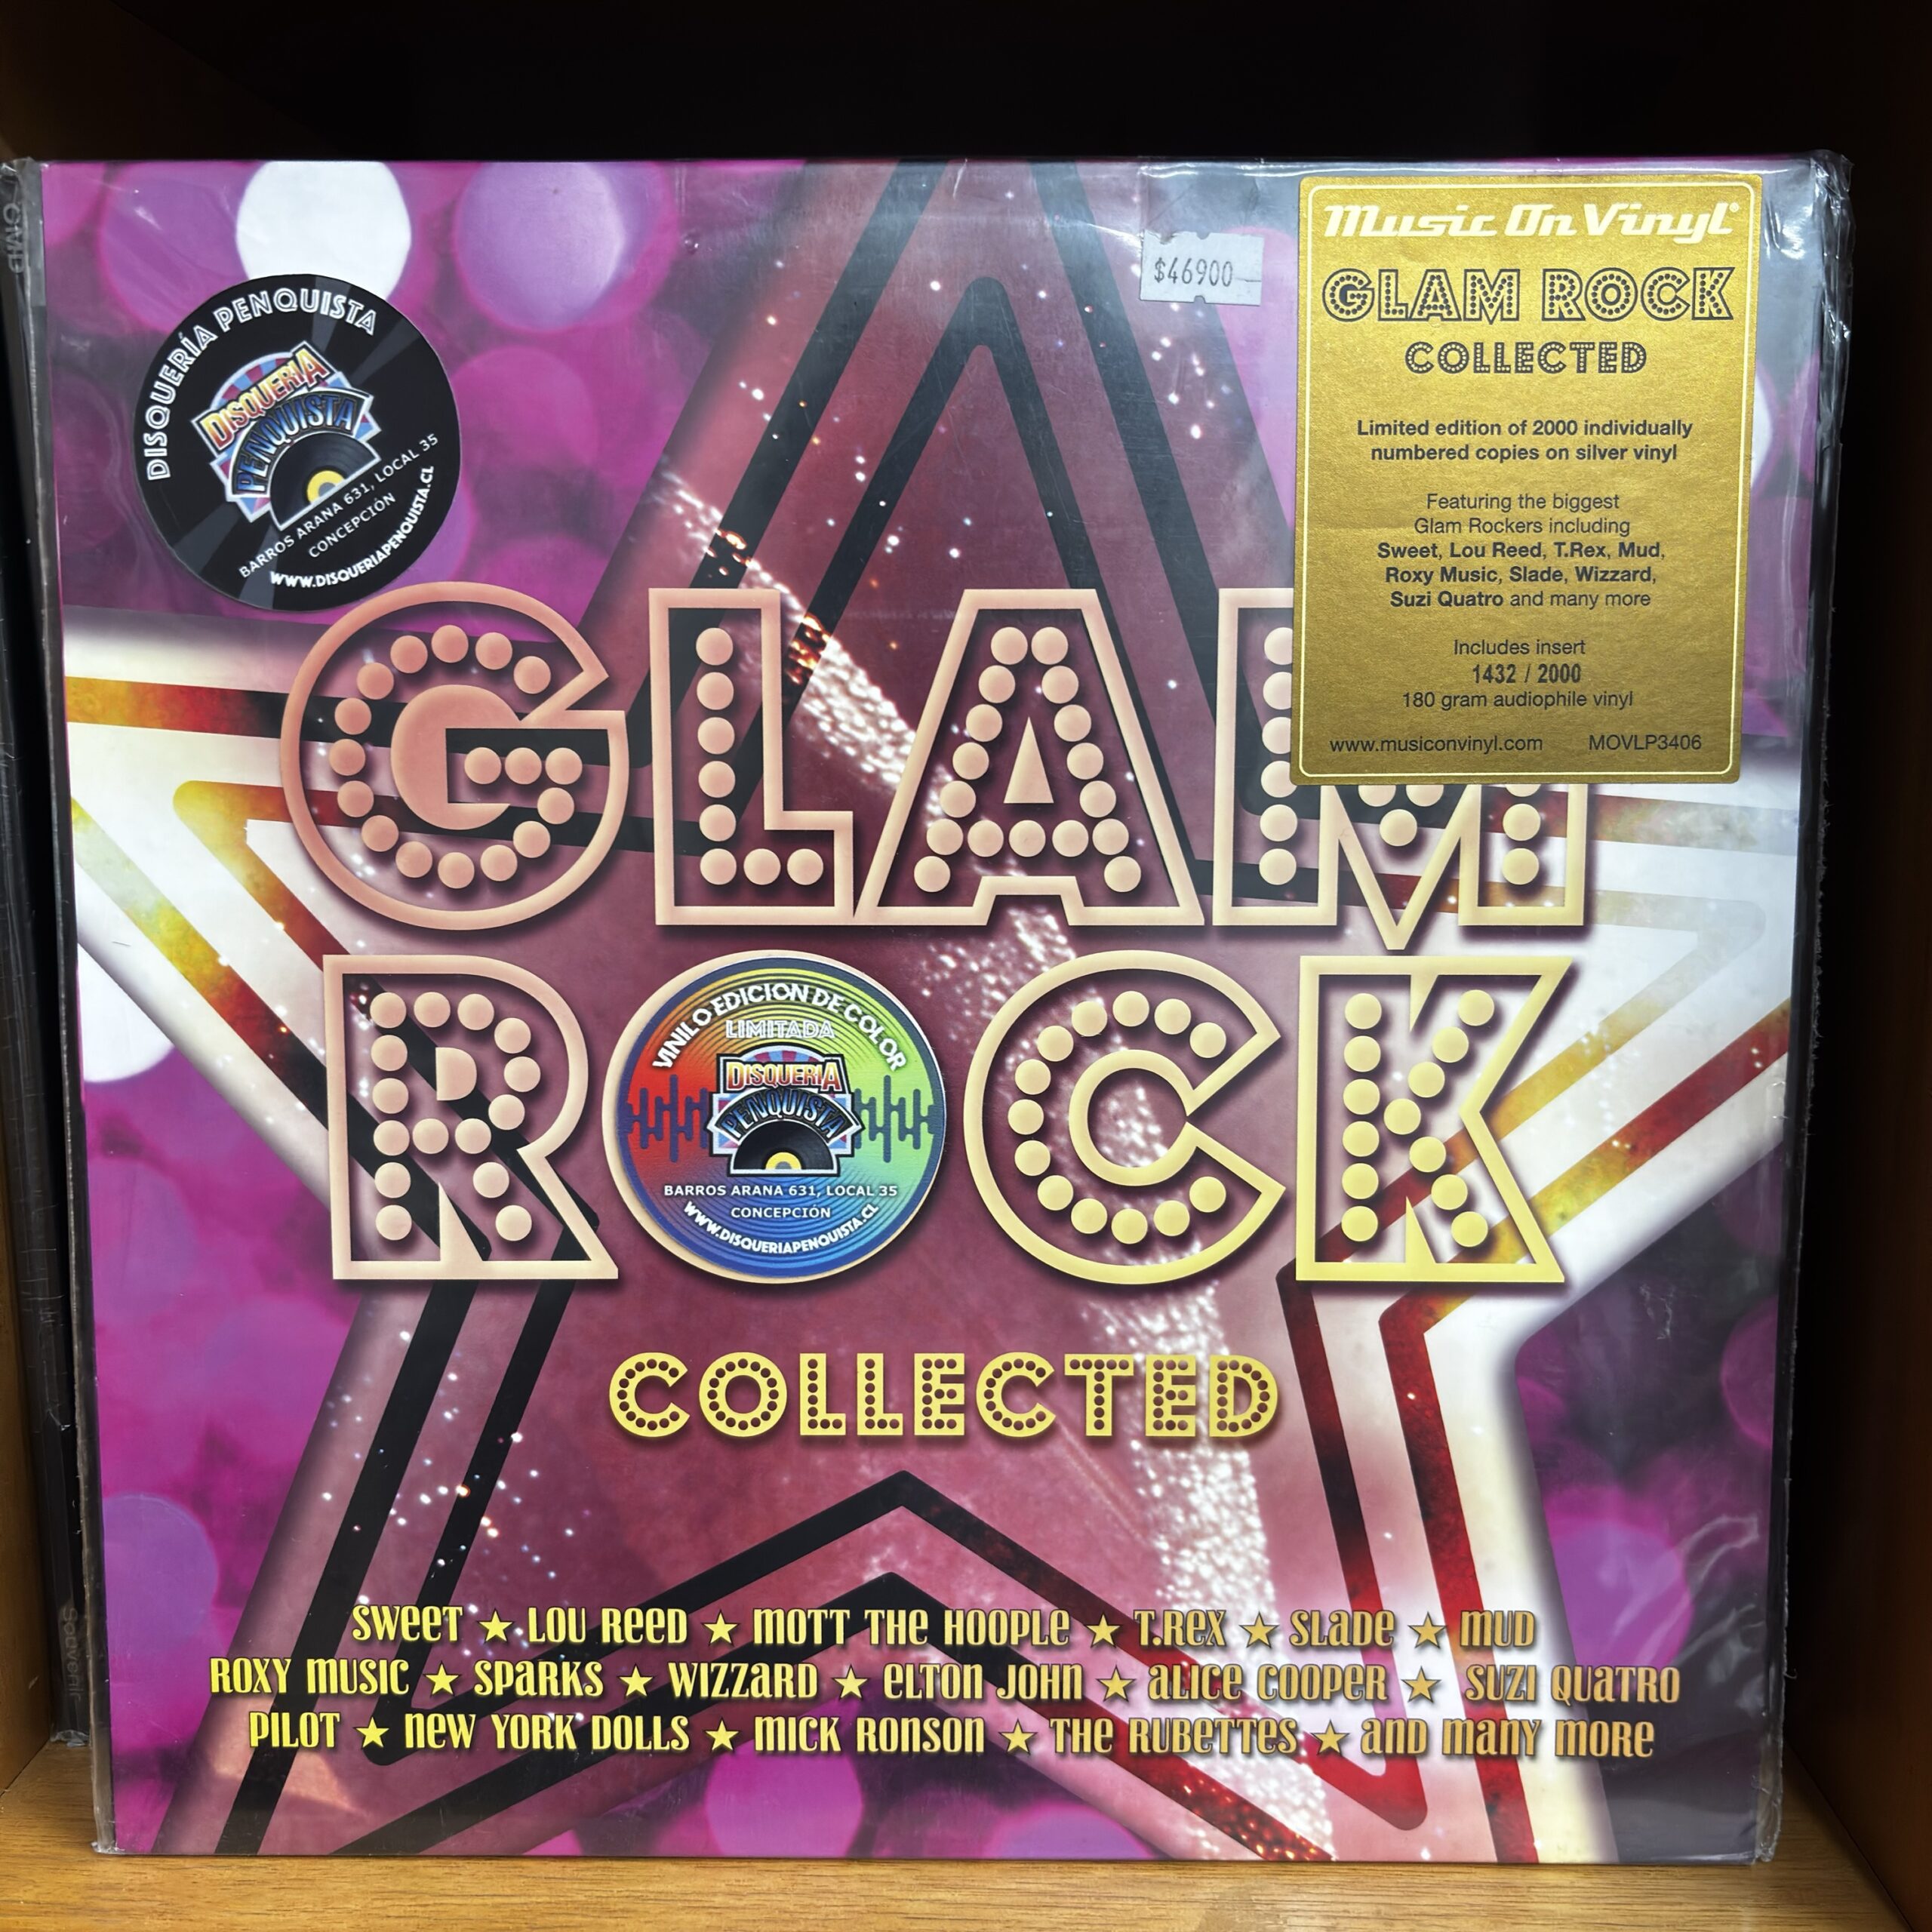 DISQUERÍA PENQUISTA
DISQUERIA
PENQUISTA
BARROS ARANA 631, LOCAL 35
CONCEPCIÓN
WWW.DISQUERIAPENQUISTA.CL
$46900
Music On Vinyl
GLAM ROCK
COLLECTED
Limited edition of 2000 individually
numbered copies on silver vinyl
Featuring the biggest
Glam Rockers including
Sweet, Lou Reed, T.Rex, Mud,
Roxy Music, Slade, Wizzard,
Suzi Quatro and many more
Includes insert
1432 / 2000
180 gram audiophile vinyl
www.musiconvinyl.com MOVLP3406
GLAM
ROCK
VINILO EDICION DE COLOR
LIMITADA
DISQUERIA
PENQUISTA
BARROS ARANA 631, LOCAL 35
CONCEPCIÓN
WWW.DISQUERIAPENQUISTA.CL
COLLECTED
SWEET ★ LOU REED ★ MOTT THE HOOPLE ★ T.REX ★ SLADE ★ MUD
ROXY MUSIC ★ SPARKS ★ WIZZARD ★ ELTON JOHN ★ ALICE COOPER ★ SUZI QUATRO
PILOT ★ NEW YORK DOLLS ★ MICK RONSON ★ THE RUBETTES ★ AND MANY MORE